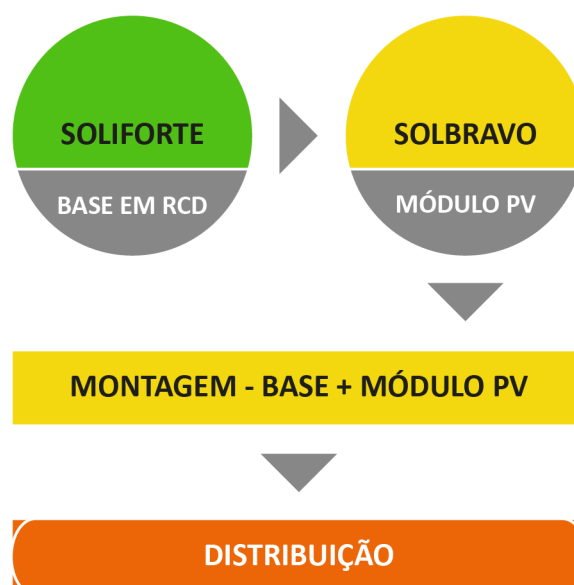 SOLIFORTE
BASE EM RCD
SOLBRAVO
MÓDULO PV
MONTAGEM - BASE + MÓDULO PV
DISTRIBUIÇÃO